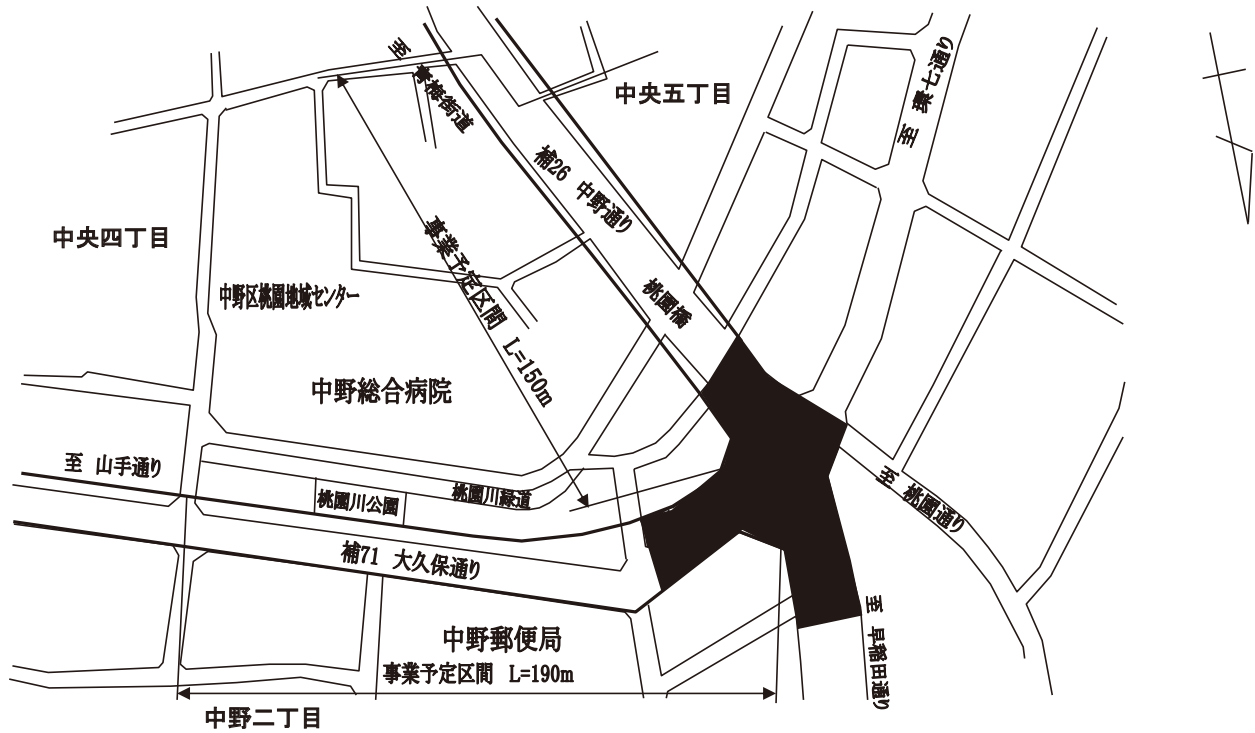 至 青梅街道
中央五丁目
至 環七通り
補26 中野通り
中央四丁目
事業予定区間 L=150m
中野区桃園地域センター
桃園橋
中野総合病院
至 山手通り
桃園川公園
桃園川緑道
至 桃園通り
補71 大久保通り
至 早稲田通り
中野郵便局
事業予定区間 L=190m
中野二丁目